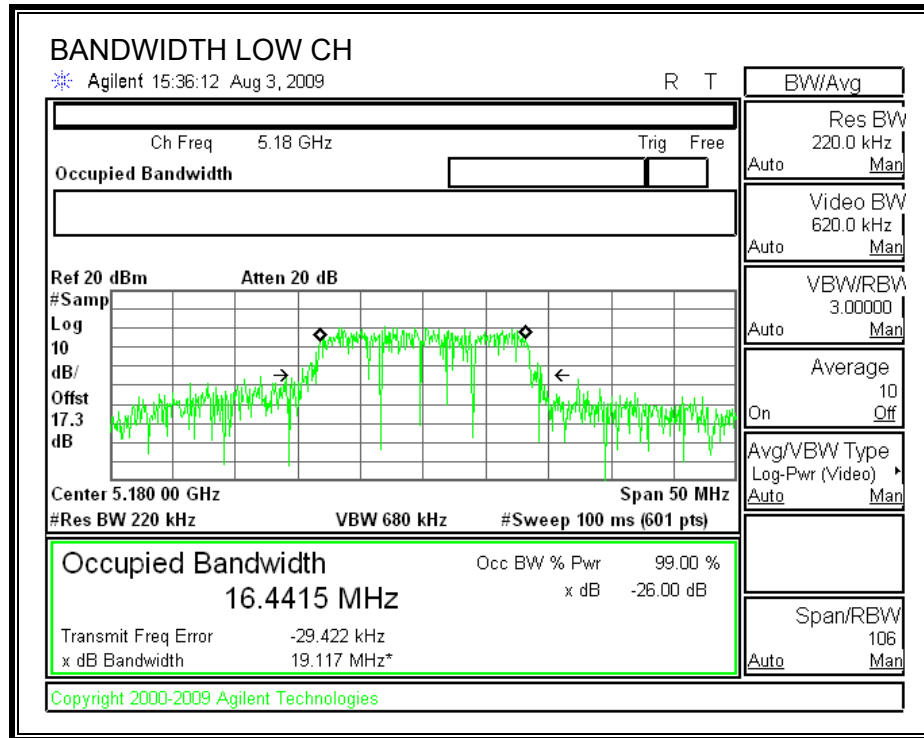 BANDWIDTH LOW CH
Agilent 15:36:12 Aug 3, 2009 R T
Ch Freq 5.18 GHz Trig Free
Occupied Bandwidth
Ref 20 dBm Atten 20 dB
#Samp
Log
10
dB/
Offst
17.3
dB
Center 5.180 00 GHz Span 50 MHz
#Res BW 220 kHz VBW 680 kHz #Sweep 100 ms (601 pts)
Occupied Bandwidth
16.4415 MHz
Occ BW % Pwr 99.00 %
x dB -26.00 dB
Transmit Freq Error -29.422 kHz
x dB Bandwidth 19.117 MHz*
Copyright 2000-2009 Agilent Technologies
BW/Avg
Res BW
220.0 kHz
Auto Man
Video BW
620.0 kHz
Auto Man
VBW/RBW
3.00000
Auto Man
Average
10
On Off
Avg/VBW Type
Log-Pwr (Video)
Auto Man
Span/RBW
106
Auto Man